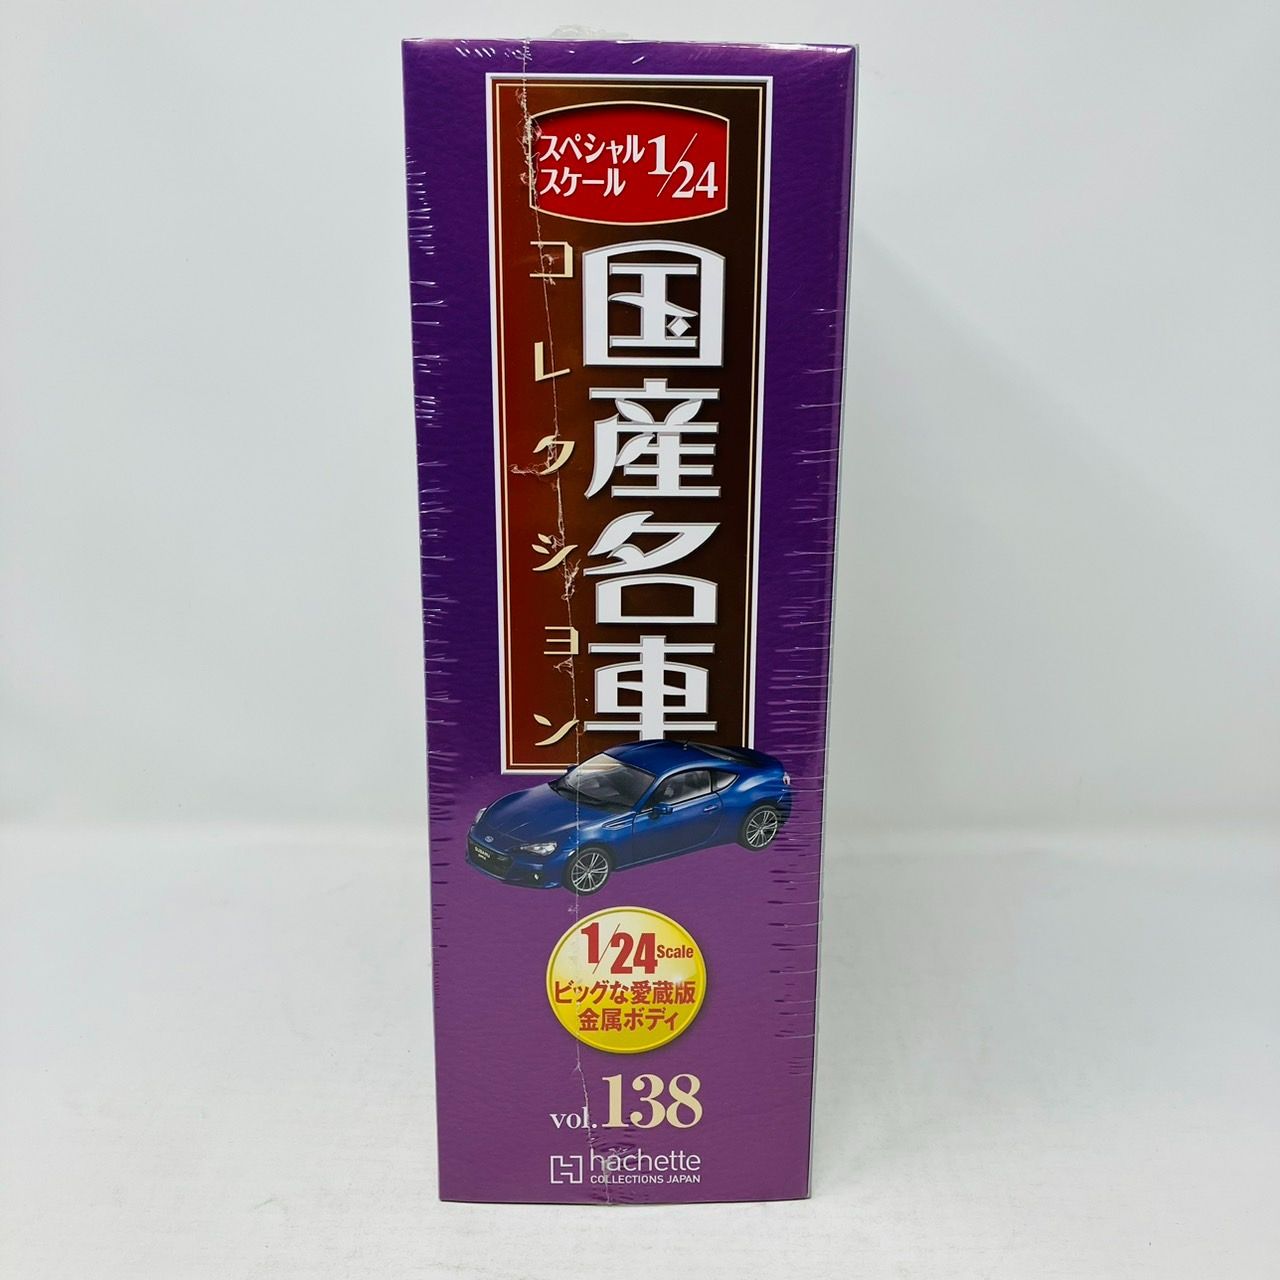 スペシャル
スケール
1/24
国産名車
コレクション
SUBARU
1/24 Scale
ビッグな愛蔵版
金属ボディ
vol.138
hachette
COLLECTIONS JAPAN